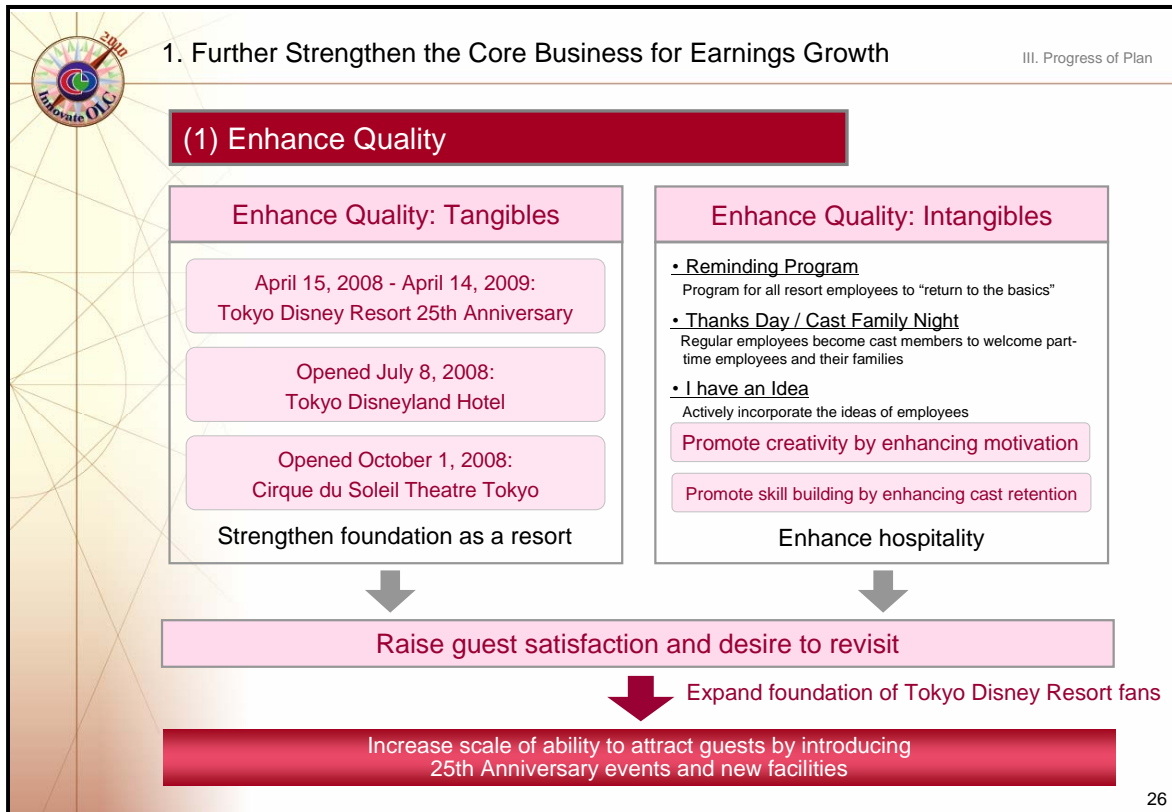 2010
Innovate OLC
1. Further Strengthen the Core Business for Earnings Growth
III. Progress of Plan
(1) Enhance Quality
Enhance Quality: Tangibles
April 15, 2008 - April 14, 2009:
Tokyo Disney Resort 25th Anniversary
Opened July 8, 2008:
Tokyo Disneyland Hotel
Opened October 1, 2008:
Cirque du Soleil Theatre Tokyo
Strengthen foundation as a resort
Enhance Quality: Intangibles
・Reminding Program
Program for all resort employees to “return to the basics”
・Thanks Day / Cast Family Night
Regular employees become cast members to welcome part-
time employees and their families
・I have an Idea
Actively incorporate the ideas of employees
Promote creativity by enhancing motivation
Promote skill building by enhancing cast retention
Enhance hospitality
Raise guest satisfaction and desire to revisit
Expand foundation of Tokyo Disney Resort fans
Increase scale of ability to attract guests by introducing
25th Anniversary events and new facilities
26